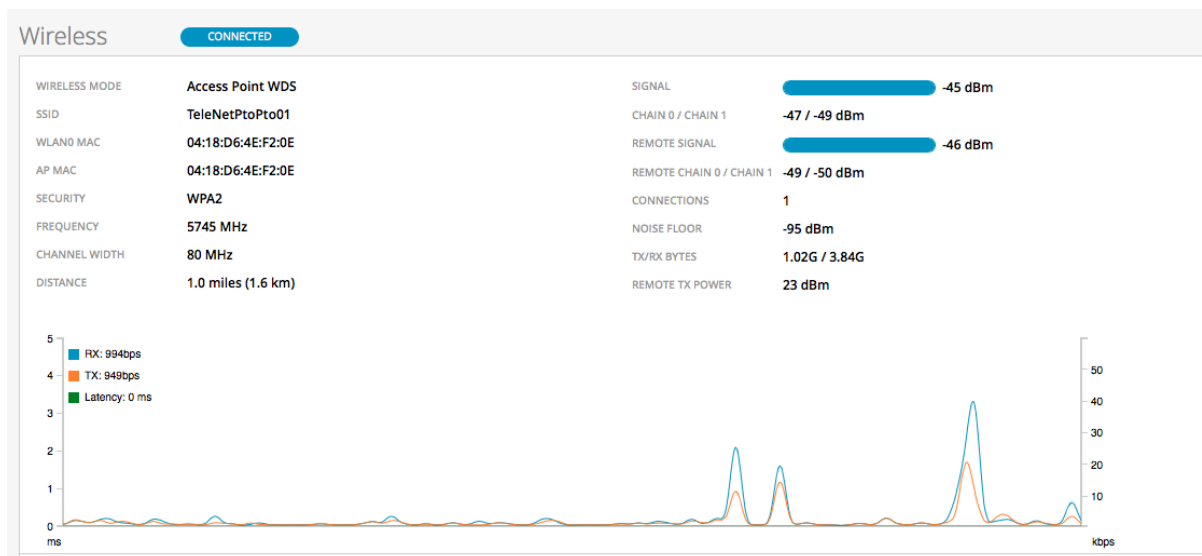 Wireless CONNECTED
WIRELESS MODE Access Point WDS
SSID TeleNetPtoPto01
WLAN0 MAC 04:18:D6:4E:F2:0E
AP MAC 04:18:D6:4E:F2:0E
SECURITY WPA2
FREQUENCY 5745 MHz
CHANNEL WIDTH 80 MHz
DISTANCE 1.0 miles (1.6 km)
SIGNAL -45 dBm
CHAIN 0 / CHAIN 1 -47 / -49 dBm
REMOTE SIGNAL -46 dBm
REMOTE CHAIN 0 / CHAIN 1 -49 / -50 dBm
CONNECTIONS 1
NOISE FLOOR -95 dBm
TX/RX BYTES 1.02G / 3.84G
REMOTE TX POWER 23 dBm
5
4
3
2
1
0
ms
RX: 994bps
TX: 949bps
Latency: 0 ms
50
40
30
20
10
kbps